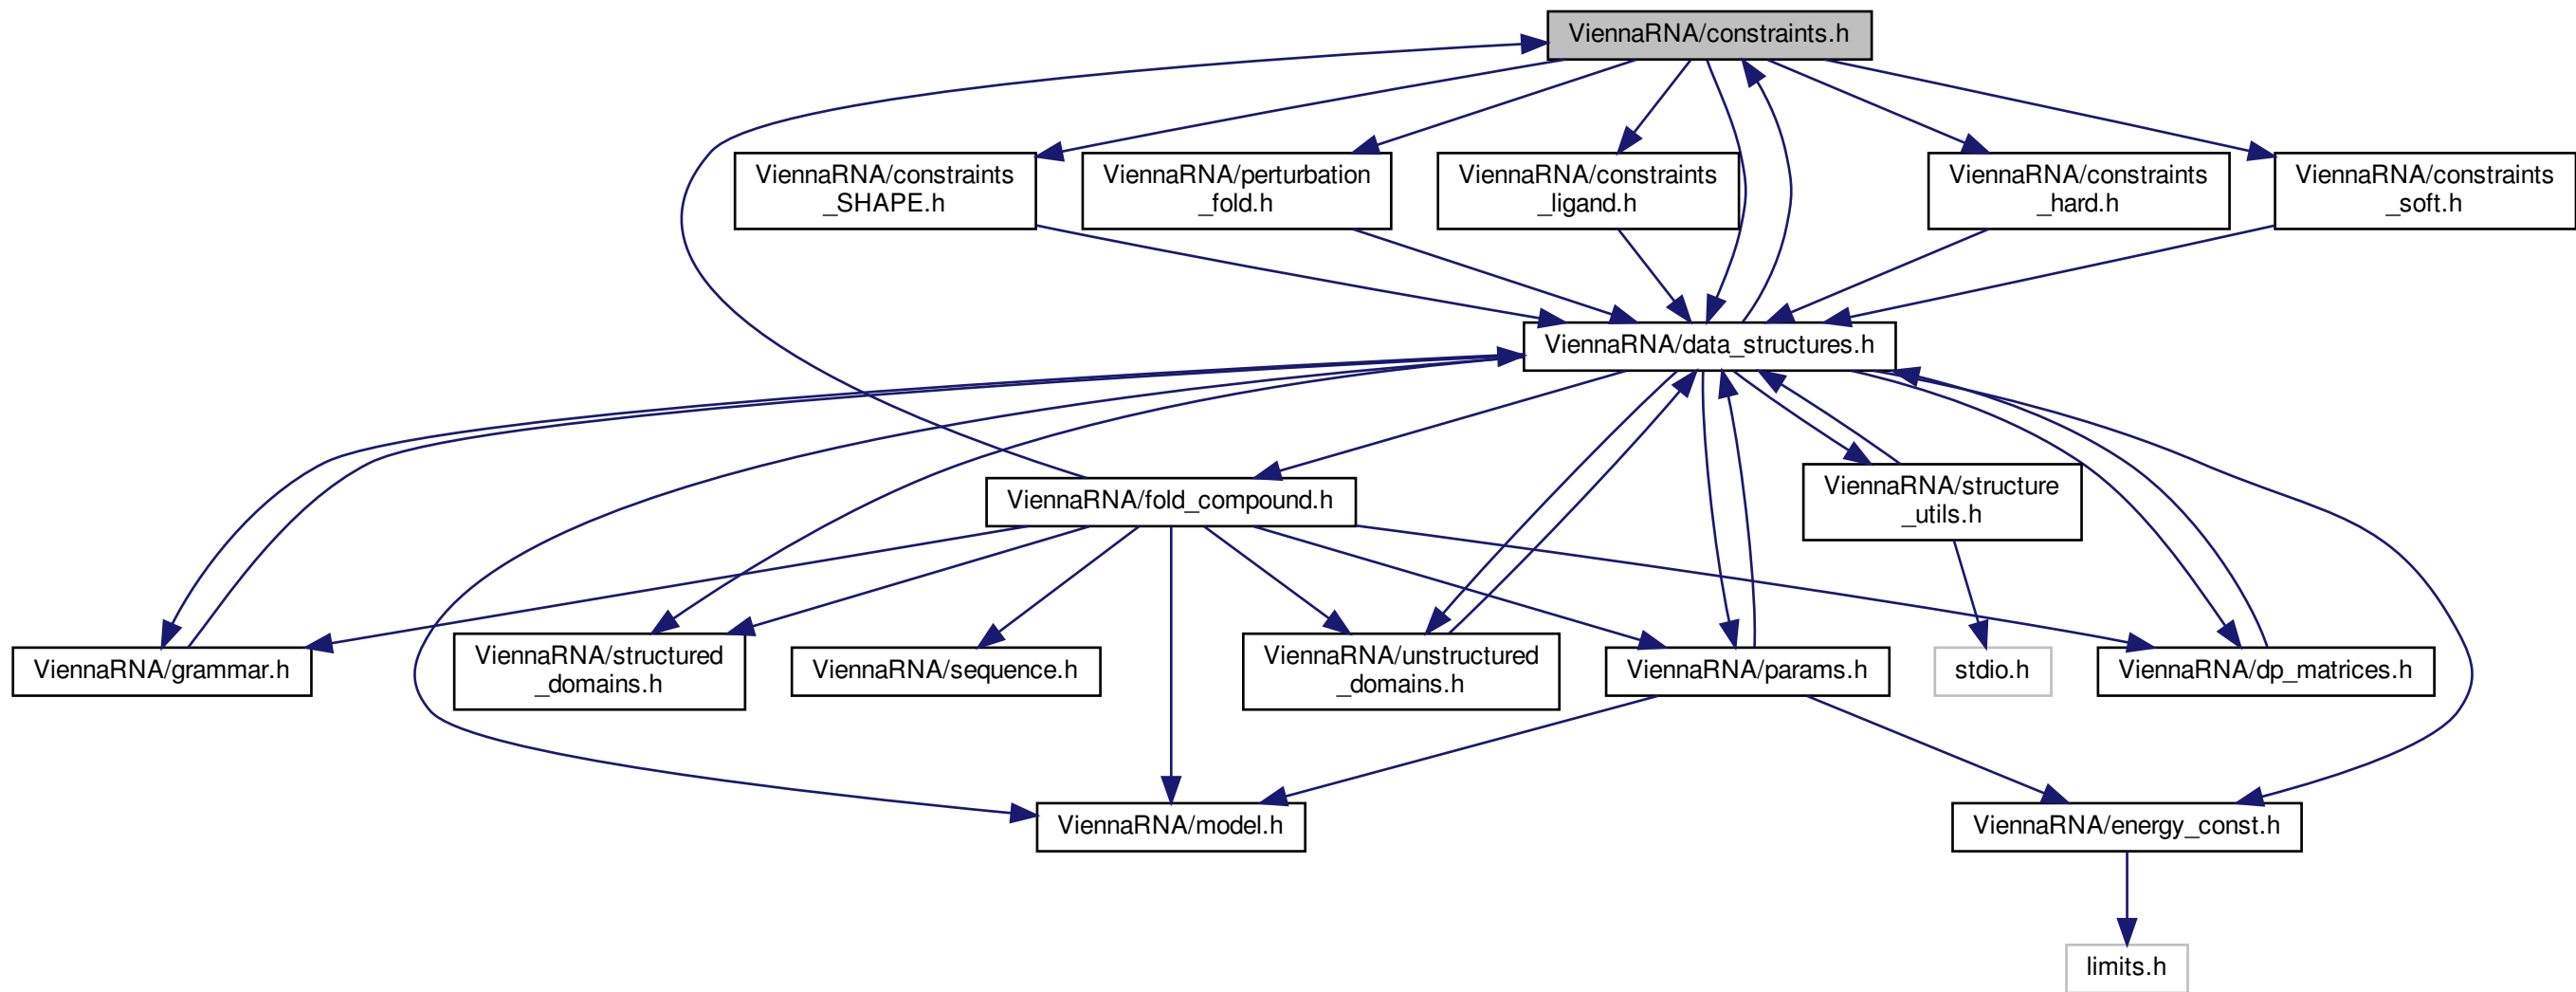 ViennaRNA/constraints.h
ViennaRNA/constraints
_SHAPE.h
ViennaRNA/perturbation
_fold.h
ViennaRNA/constraints
_ligand.h
ViennaRNA/constraints
_hard.h
ViennaRNA/constraints
_soft.h
ViennaRNA/data_structures.h
ViennaRNA/fold_compound.h
ViennaRNA/structure
_utils.h
ViennaRNA/grammar.h
ViennaRNA/structured
_domains.h
ViennaRNA/sequence.h
ViennaRNA/unstructured
_domains.h
ViennaRNA/params.h
stdio.h
ViennaRNA/dp_matrices.h
ViennaRNA/model.h
ViennaRNA/energy_const.h
limits.h